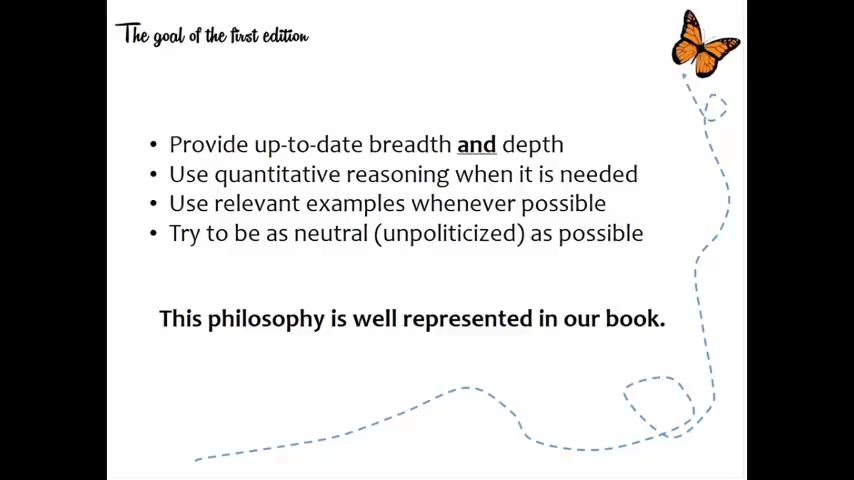 The goal of the first edition
• Provide up-to-date breadth and depth
• Use quantitative reasoning when it is needed
• Use relevant examples whenever possible
• Try to be as neutral (unpoliticized) as possible
This philosophy is well represented in our book.